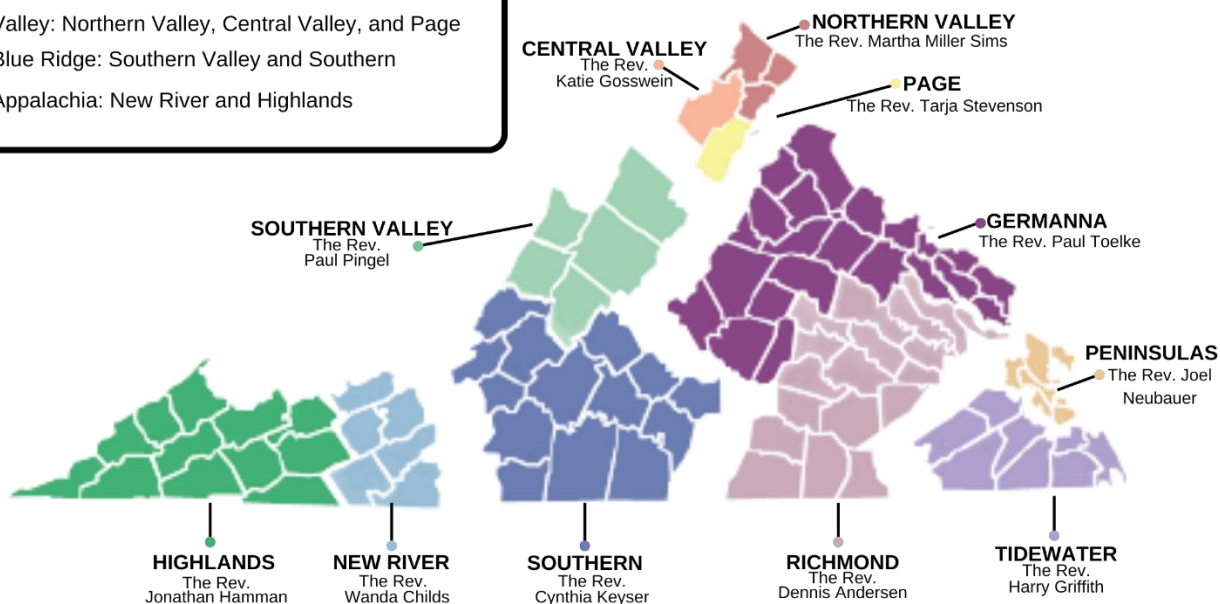 Valley: Northern Valley, Central Valley, and Page
Blue Ridge: Southern Valley and Southern
Appalachia: New River and Highlands
NORTHERN VALLEY
The Rev. Martha Miller Sims
CENTRAL VALLEY
The Rev.
Katie Gosswein
PAGE
The Rev. Tarja Stevenson
SOUTHERN VALLEY
The Rev.
Paul Pingel
GERMANNA
The Rev. Paul Toelke
PENINSULAS
The Rev. Joel
Neubauer
HIGHLANDS
The Rev.
Jonathan Hamman
NEW RIVER
The Rev.
Wanda Childs
SOUTHERN
The Rev.
Cynthia Keyser
RICHMOND
The Rev.
Dennis Andersen
TIDEWATER
The Rev.
Harry Griffith